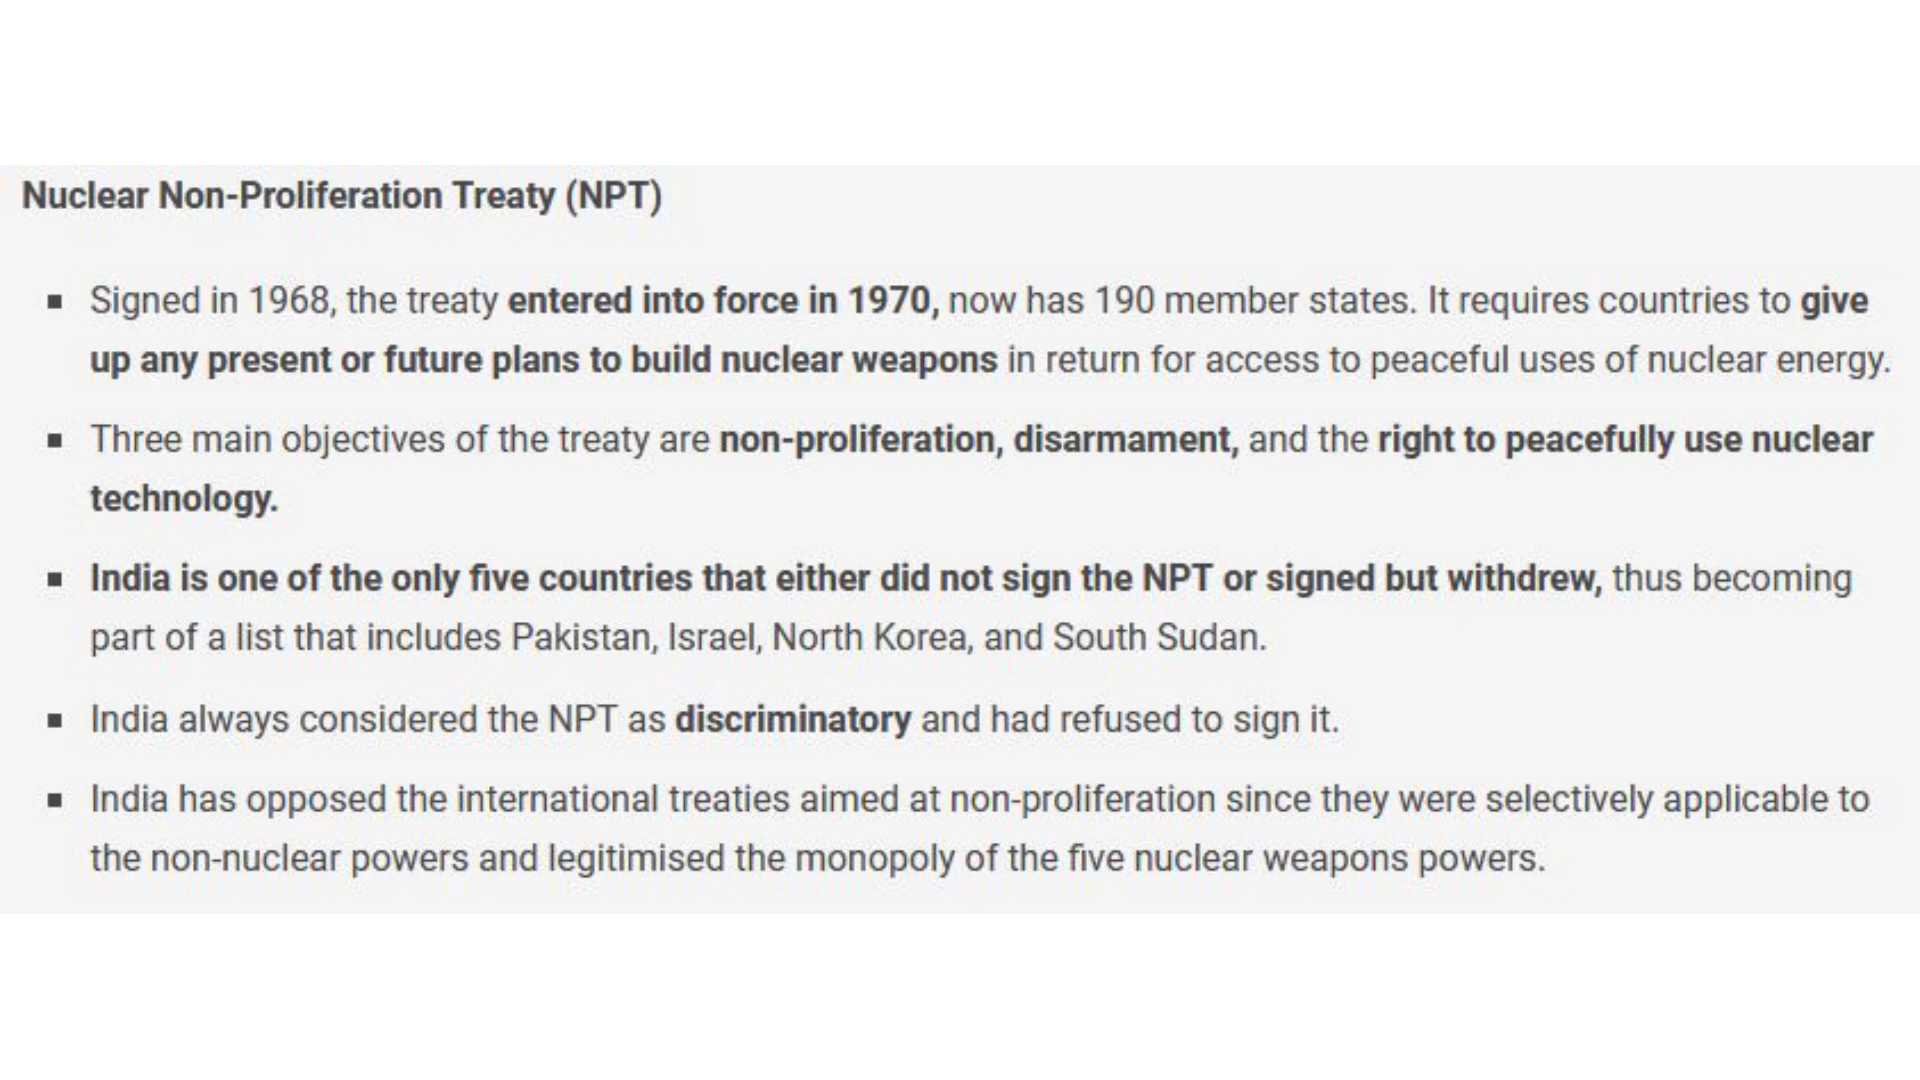 Nuclear Non-Proliferation Treaty (NPT)
▪ Signed in 1968, the treaty entered into force in 1970, now has 190 member states. It requires countries to give
up any present or future plans to build nuclear weapons in return for access to peaceful uses of nuclear energy.
▪ Three main objectives of the treaty are non-proliferation, disarmament, and the right to peacefully use nuclear
technology.
▪ India is one of the only five countries that either did not sign the NPT or signed but withdrew, thus becoming
part of a list that includes Pakistan, Israel, North Korea, and South Sudan.
▪ India always considered the NPT as discriminatory and had refused to sign it.
▪ India has opposed the international treaties aimed at non-proliferation since they were selectively applicable to
the non-nuclear powers and legitimised the monopoly of the five nuclear weapons powers.